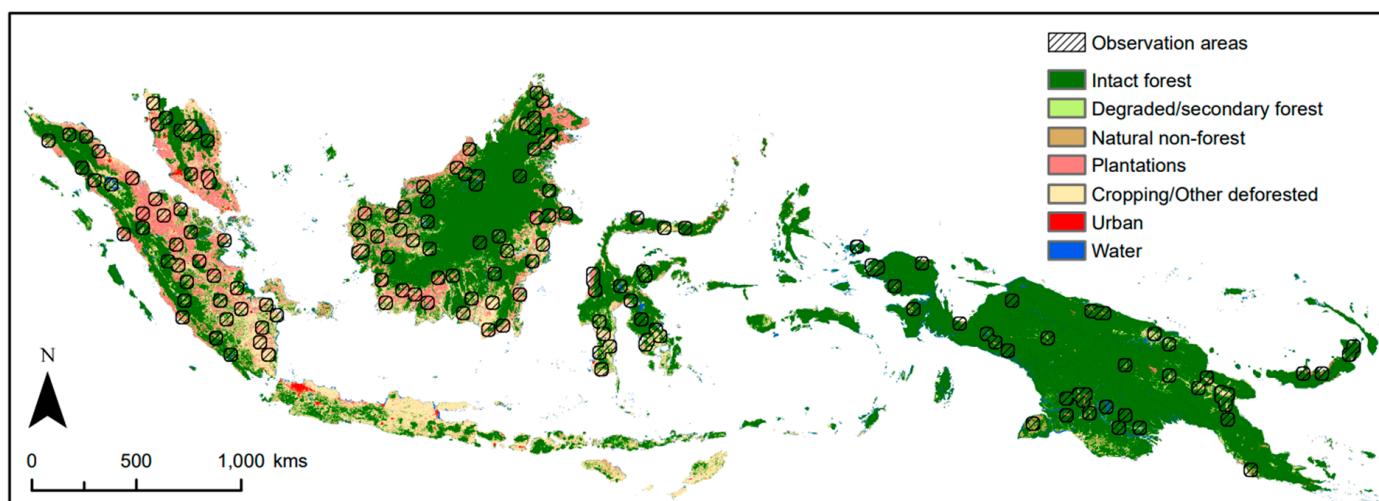 Observation areas
Intact forest
Degraded/secondary forest
Natural non-forest
Plantations
Cropping/Other deforested
Urban
Water
N
0 500 1,000 kms